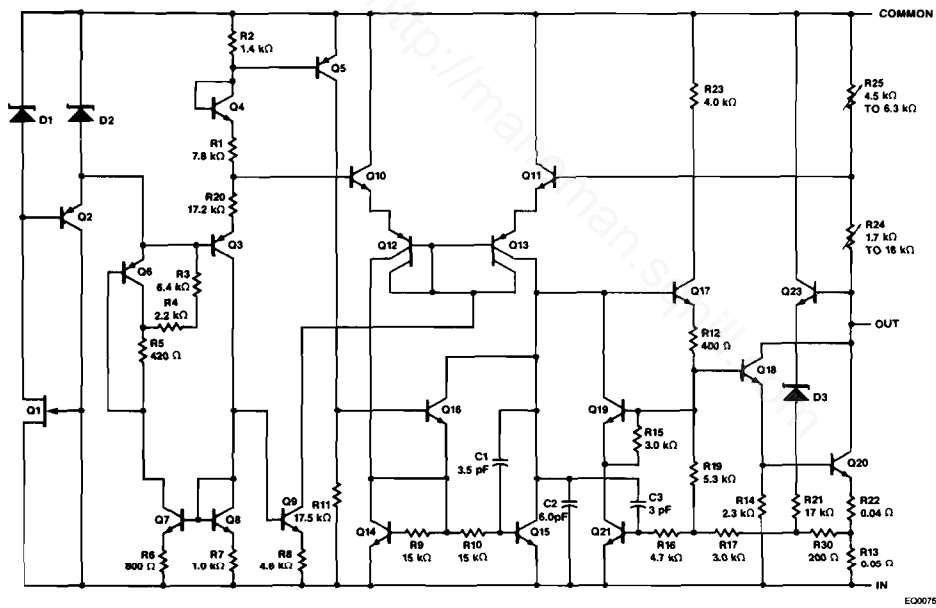 COMMON
R2
1.4 kΩ
Q5
R25
4.5 kΩ
TO 6.3 kΩ
R23
4.0 kΩ
D1
D2
Q4
R1
7.8 kΩ
Q10
Q11
R20
17.2 kΩ
Q2
Q3
R24
1.7 kΩ
TO 18 kΩ
Q12
Q13
Q6
R3
6.4 kΩ
R4
2.2 kΩ
Q17
Q23
R5
420 Ω
OUT
R12
400 Ω
Q18
Q1
Q16
Q19
D3
R15
3.0 kΩ
C1
3.5 pF
R19
5.3 kΩ
Q20
Q7
Q8
Q9
R11
17.5 kΩ
C2
6.0pF
C3
3 pF
R14
2.3 kΩ
R21
17 kΩ
R22
0.04 Ω
Q14
R9
15 kΩ
R10
15 kΩ
Q15
Q21
R16
4.7 kΩ
R17
3.0 kΩ
R30
200 Ω
R6
800 Ω
R7
1.0 kΩ
R8
4.6 kΩ
R13
0.05 Ω
IN
EQ0075